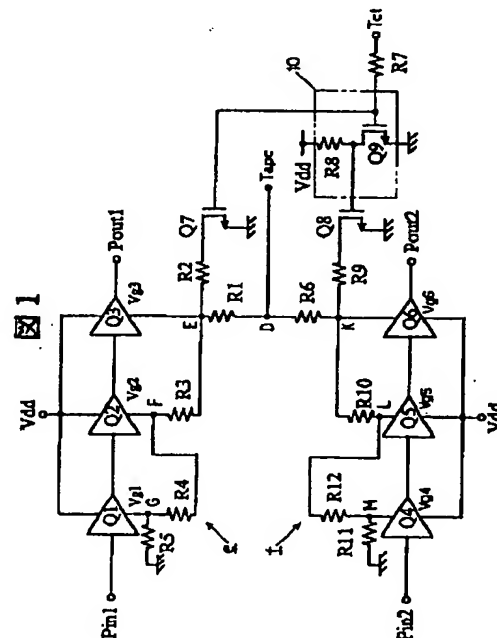 図1
Vdd
Pin1
Q1
Q2
Q3
Pout1
Vg1
Vg2
Vg3
G
F
E
R5
R4
R3
R2
Q7
R1
e
D
Tapc
10
Vdd
R8
Q9
R7
Tct
f
R6
R12
R10
R9
Q8
R11
M
L
K
Pin2
Q4
Q5
Q6
Pout2
Vg4
Vg5
Vg6
Vdd